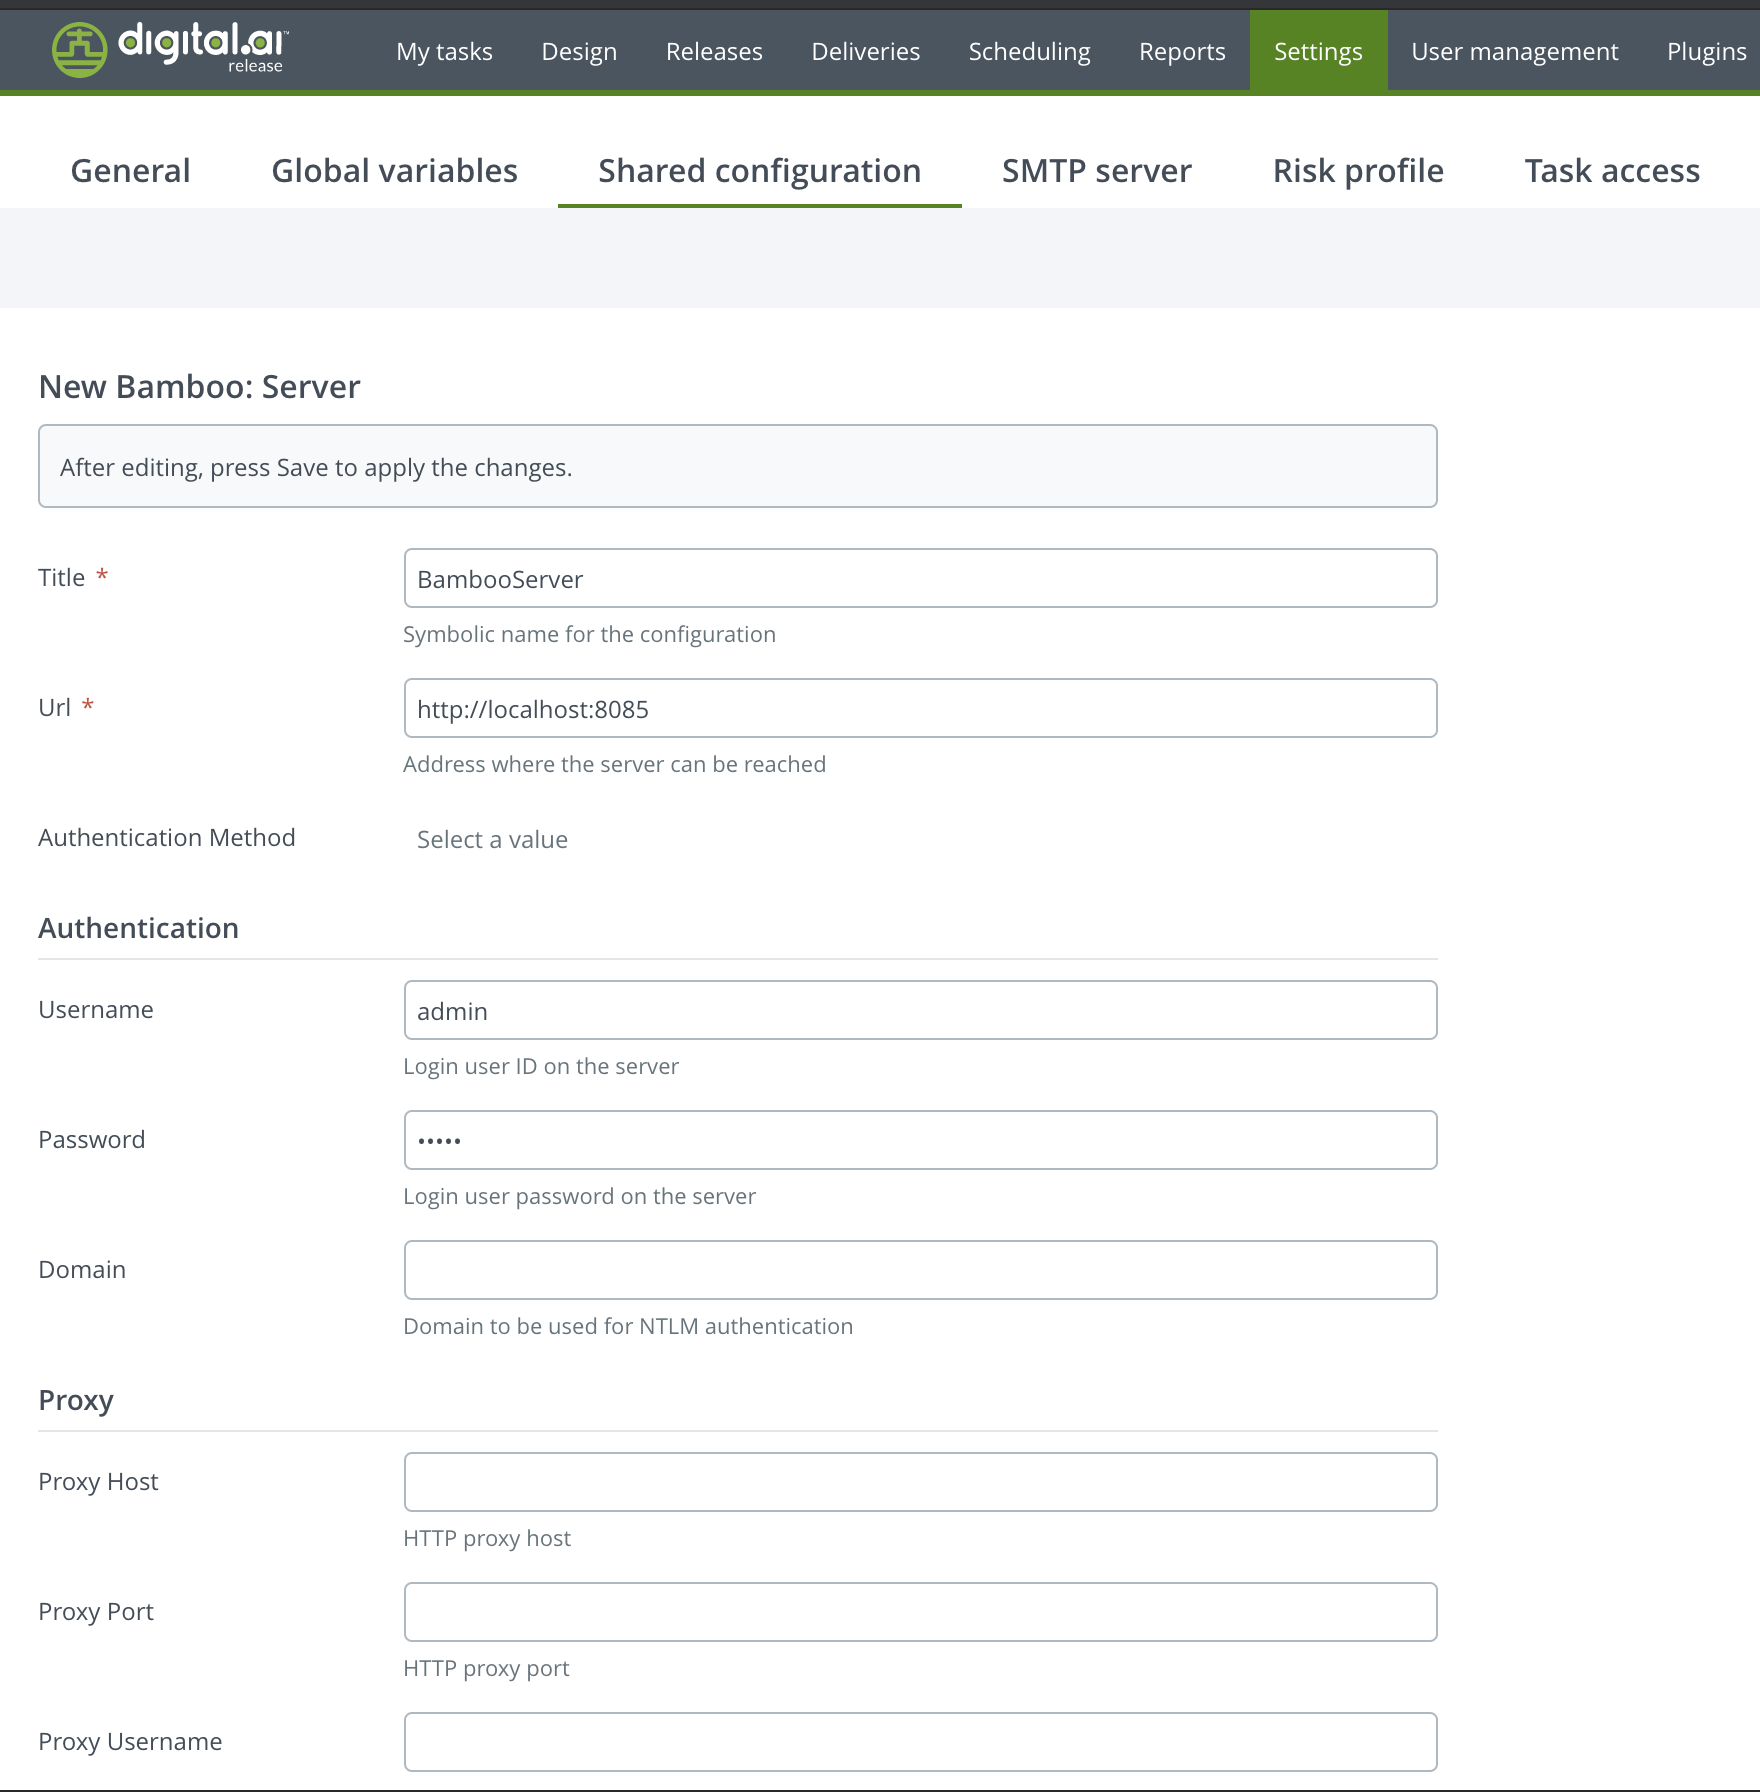 digital.ai™
release
My tasks Design Releases Deliveries Scheduling Reports Settings User management Plugins
General Global variables Shared configuration SMTP server Risk profile Task access
New Bamboo: Server
After editing, press Save to apply the changes.
Title *
BambooServer
Symbolic name for the configuration
Url *
http://localhost:8085
Address where the server can be reached
Authentication Method
Select a value
Authentication
Username
admin
Login user ID on the server
Password
•••••
Login user password on the server
Domain
Domain to be used for NTLM authentication
Proxy
Proxy Host
HTTP proxy host
Proxy Port
HTTP proxy port
Proxy Username